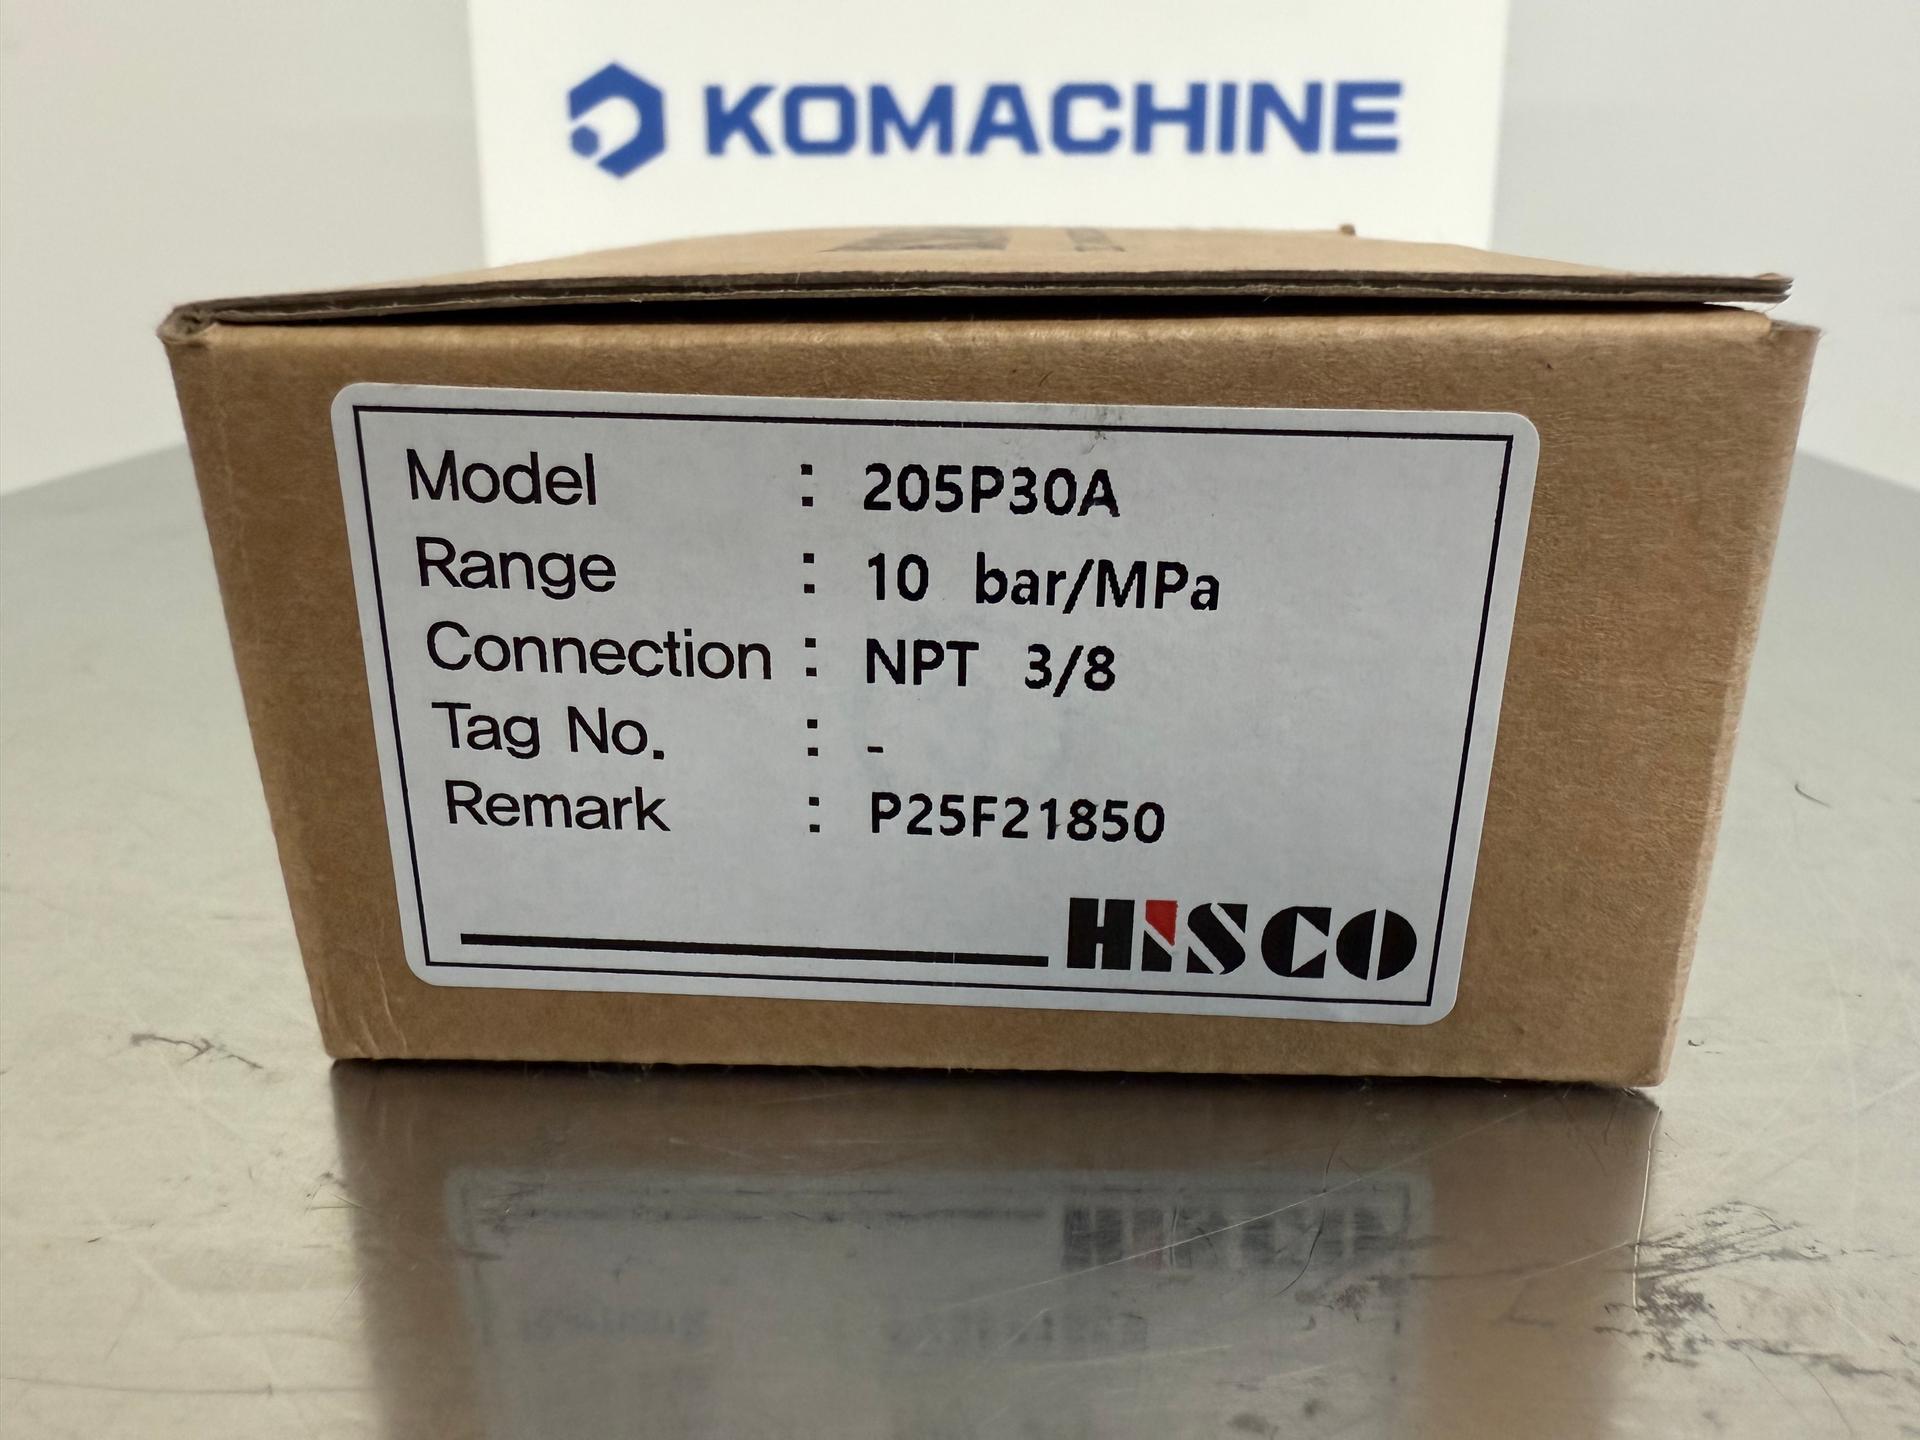 KOMACHINE
Model : 205P30A
Range : 10 bar/MPa
Connection : NPT 3/8
Tag No. : -
Remark : P25F21850
HISCO